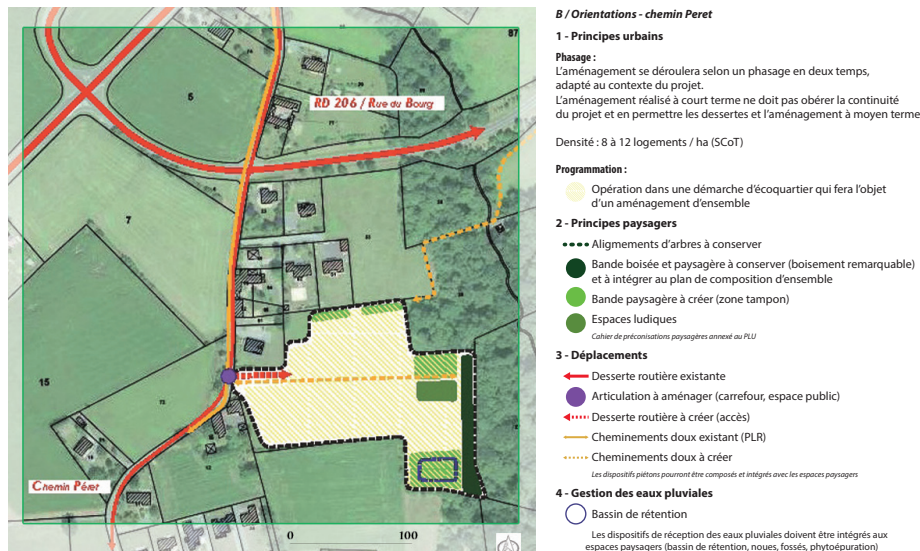 87
6
RD 206 / Rue du Bourg
7
15
Chemin Péret
0 100
B / Orientations - chemin Peret
1 - Principes urbains
Phasage :
L'aménagement se déroulera selon un phasage en deux temps,
adapté au contexte du projet.
L'aménagement réalisé à court terme ne doit pas obérer la continuité
du projet et en permettre les dessertes et l'aménagement à moyen terme
Densité : 8 à 12 logements / ha (SCoT)
Programmation :
Opération dans une démarche d'écoquartier qui fera l'objet
d'un aménagement d'ensemble
2 - Principes paysagers
Aligmements d'arbres à conserver
Bande boisée et paysagère à conserver (boisement remarquable)
et à intégrer au plan de composition d'ensemble
Bande paysagère à créer (zone tampon)
Espaces ludiques
Cahier de préconisations paysagères annexé au PLU
3 - Déplacements
Desserte routière existante
Articulation à aménager (carrefour, espace public)
Desserte routière à créer (accès)
Cheminements doux existant (PLR)
Cheminements doux à créer
Les dispositifs piétons pourront être composés et intégrés avec les espaces paysagers
4 - Gestion des eaux pluviales
Bassin de rétention
Les dispositifs de réception des eaux pluviales doivent être intégrés aux
espaces paysagers (bassin de rétention, noues, fossés, phytoépuration)